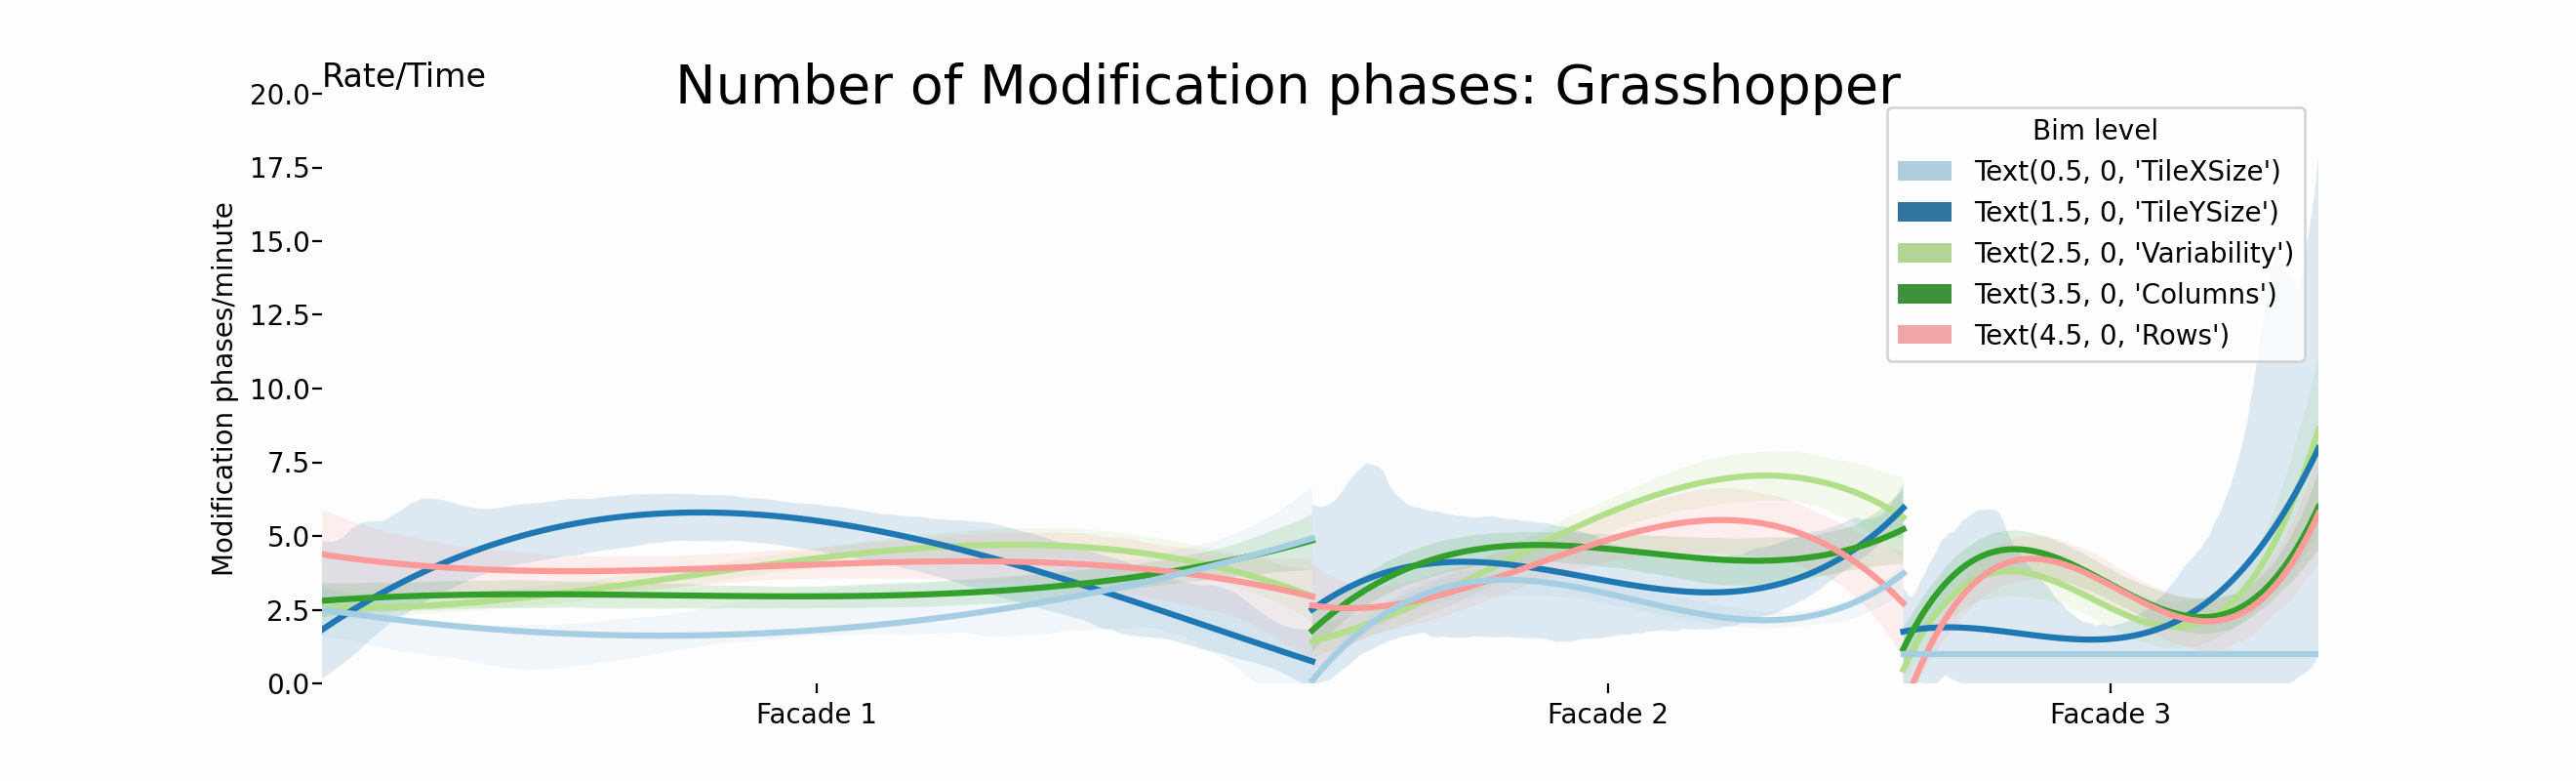 Number of Modification phases: Grasshopper
Rate/Time
Modification phases/minute
20.0
17.5
15.0
12.5
10.0
7.5
5.0
2.5
0.0
Bim level
Text(0.5, 0, 'TileXSize')
Text(1.5, 0, 'TileYSize')
Text(2.5, 0, 'Variability')
Text(3.5, 0, 'Columns')
Text(4.5, 0, 'Rows')
Facade 1
Facade 2
Facade 3